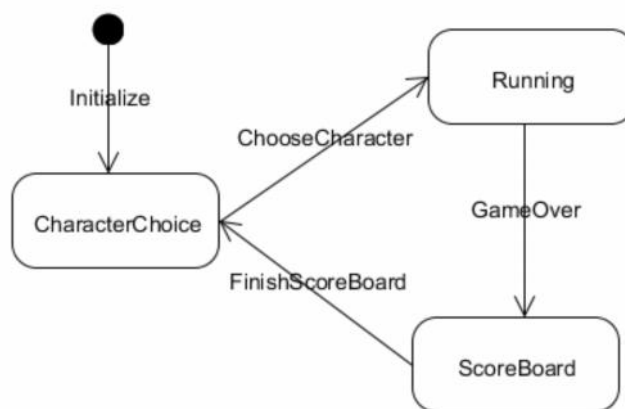 Running
Initialize
ChooseCharacter
CharacterChoice
GameOver
FinishScoreBoard
ScoreBoard